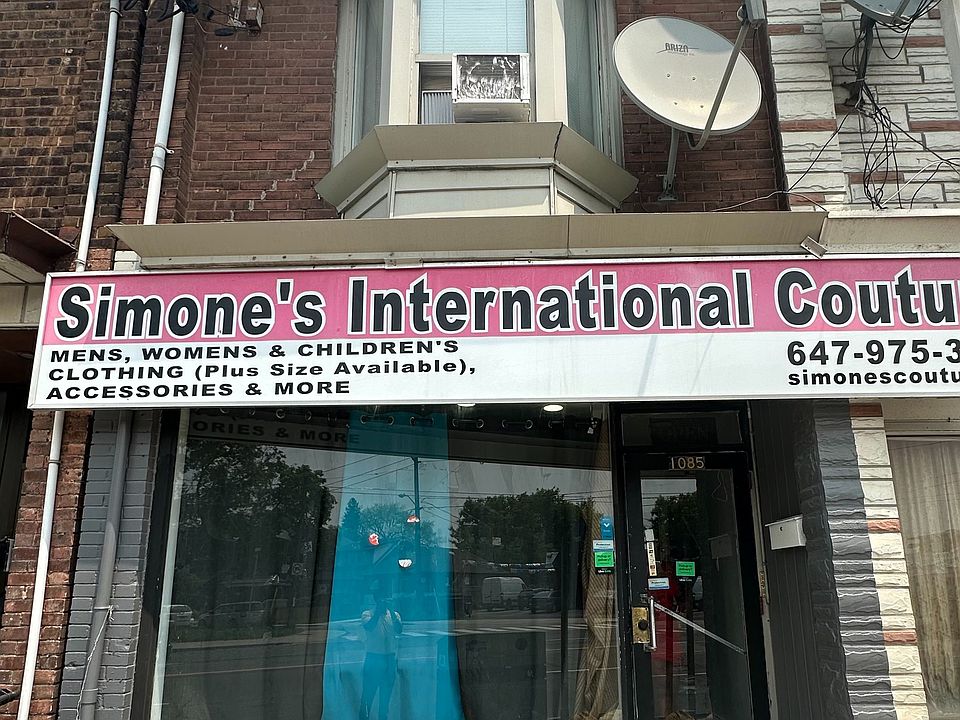 ARIZA
Simone's International Coutu
MENS, WOMENS & CHILDREN'S
CLOTHING (Plus Size Available),
ACCESSORIES & MORE
647-975-3
simonescoutu
ORIES & MORE
1085